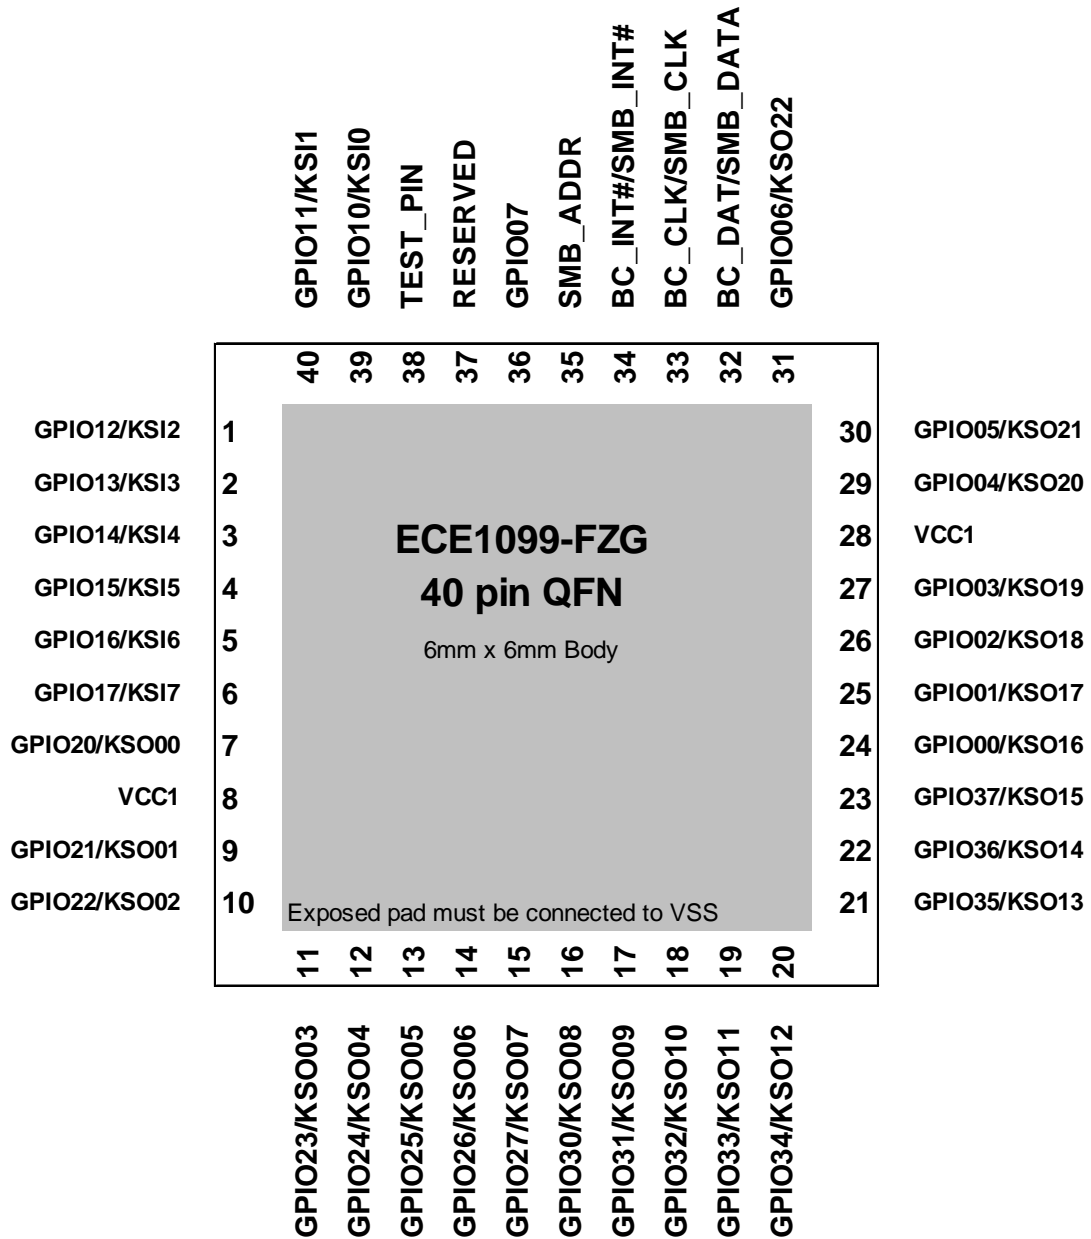 GPIO11/KSI1
GPIO10/KSI0
TEST_PIN
RESERVED
GPIO07
SMB_ADDR
BC_INT#/SMB_INT#
BC_CLK/SMB_CLK
BC_DAT/SMB_DATA
GPIO06/KSO22
40 39 38 37 36 35 34 33 32 31
GPIO12/KSI2 1 30 GPIO05/KSO21
GPIO13/KSI3 2 29 GPIO04/KSO20
GPIO14/KSI4 3 ECE1099-FZG 28 VCC1
GPIO15/KSI5 4 40 pin QFN 27 GPIO03/KSO19
GPIO16/KSI6 5 6mm x 6mm Body 26 GPIO02/KSO18
GPIO17/KSI7 6 25 GPIO01/KSO17
GPIO20/KSO00 7 24 GPIO00/KSO16
VCC1 8 23 GPIO37/KSO15
GPIO21/KSO01 9 22 GPIO36/KSO14
GPIO22/KSO02 10 Exposed pad must be connected to VSS 21 GPIO35/KSO13
11 12 13 14 15 16 17 18 19 20
GPIO23/KSO03
GPIO24/KSO04
GPIO25/KSO05
GPIO26/KSO06
GPIO27/KSO07
GPIO30/KSO08
GPIO31/KSO09
GPIO32/KSO10
GPIO33/KSO11
GPIO34/KSO12